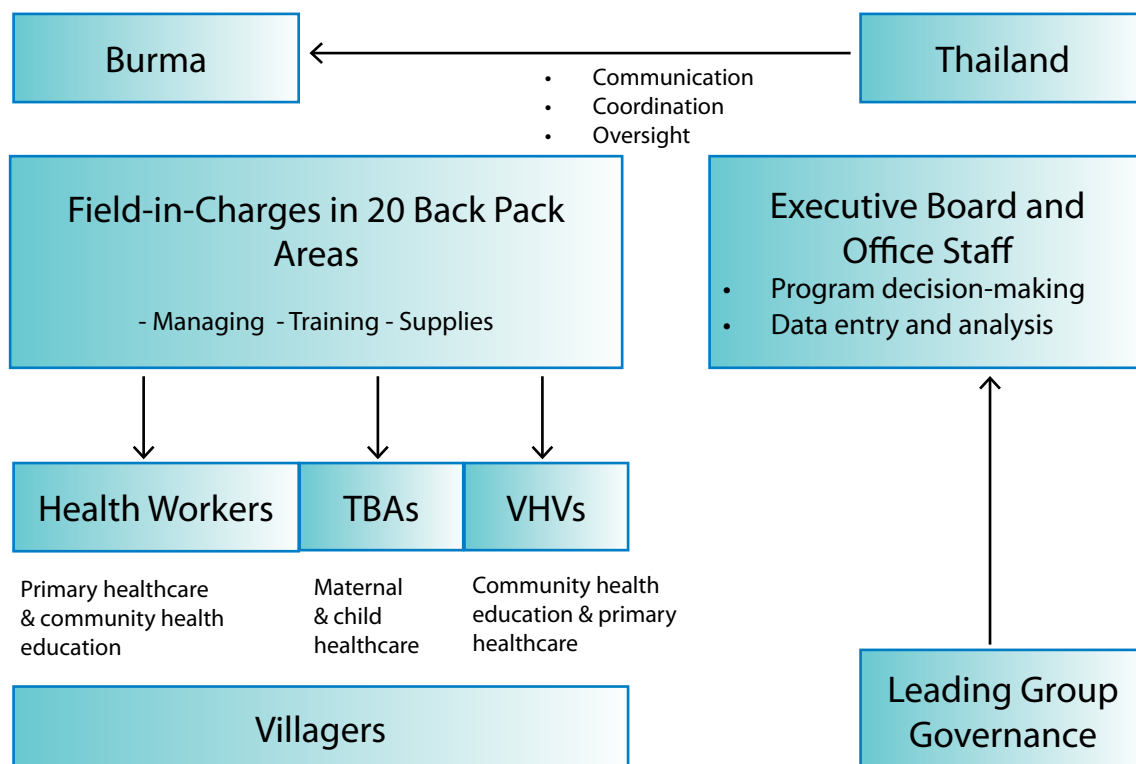 Burma
Thailand
• Communication
• Coordination
• Oversight
Field-in-Charges in 20 Back Pack
Areas
- Managing - Training - Supplies
Executive Board and
Office Staff
• Program decision-making
• Data entry and analysis
Health Workers
TBAs
VHVs
Primary healthcare
& community health
education
Maternal
& child
healthcare
Community health
education & primary
healthcare
Villagers
Leading Group
Governance